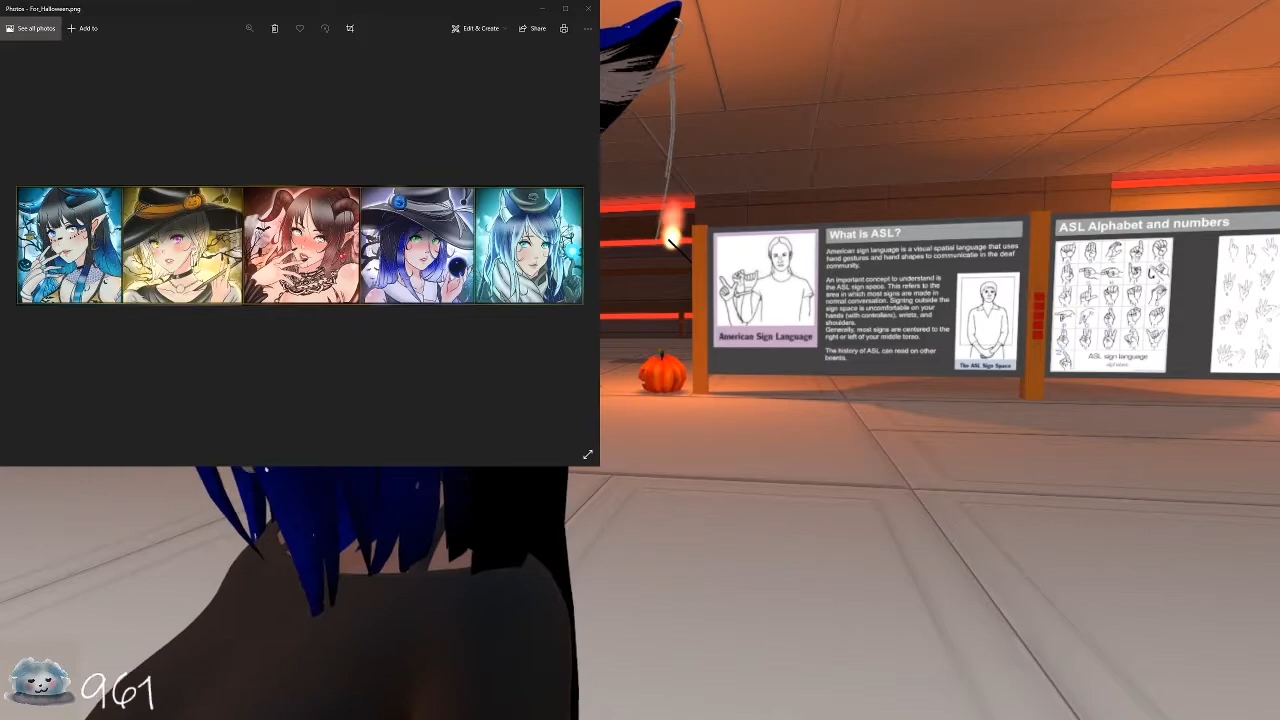 Photos - For_Halloween.png
See all photos
Add to
Edit & Create
Share
What is ASL?
American sign language is a visual spatial language that uses
hand gestures and hand shapes to communicate in the deaf
community.
An important concept to understand is
the ASL sign space. This refers to the
area in which most signs are made in
normal conversation. Signing outside the
sign space is uncomfortable on your
hands (with controllers), wrists, and
shoulders.
Generally, most signs are centered to the
right or left of your middle torso.
The history of ASL can read on other
boards.
American Sign Language
The ASL Sign Space
ASL Alphabet and numbers
ASL sign language
alphabet
961